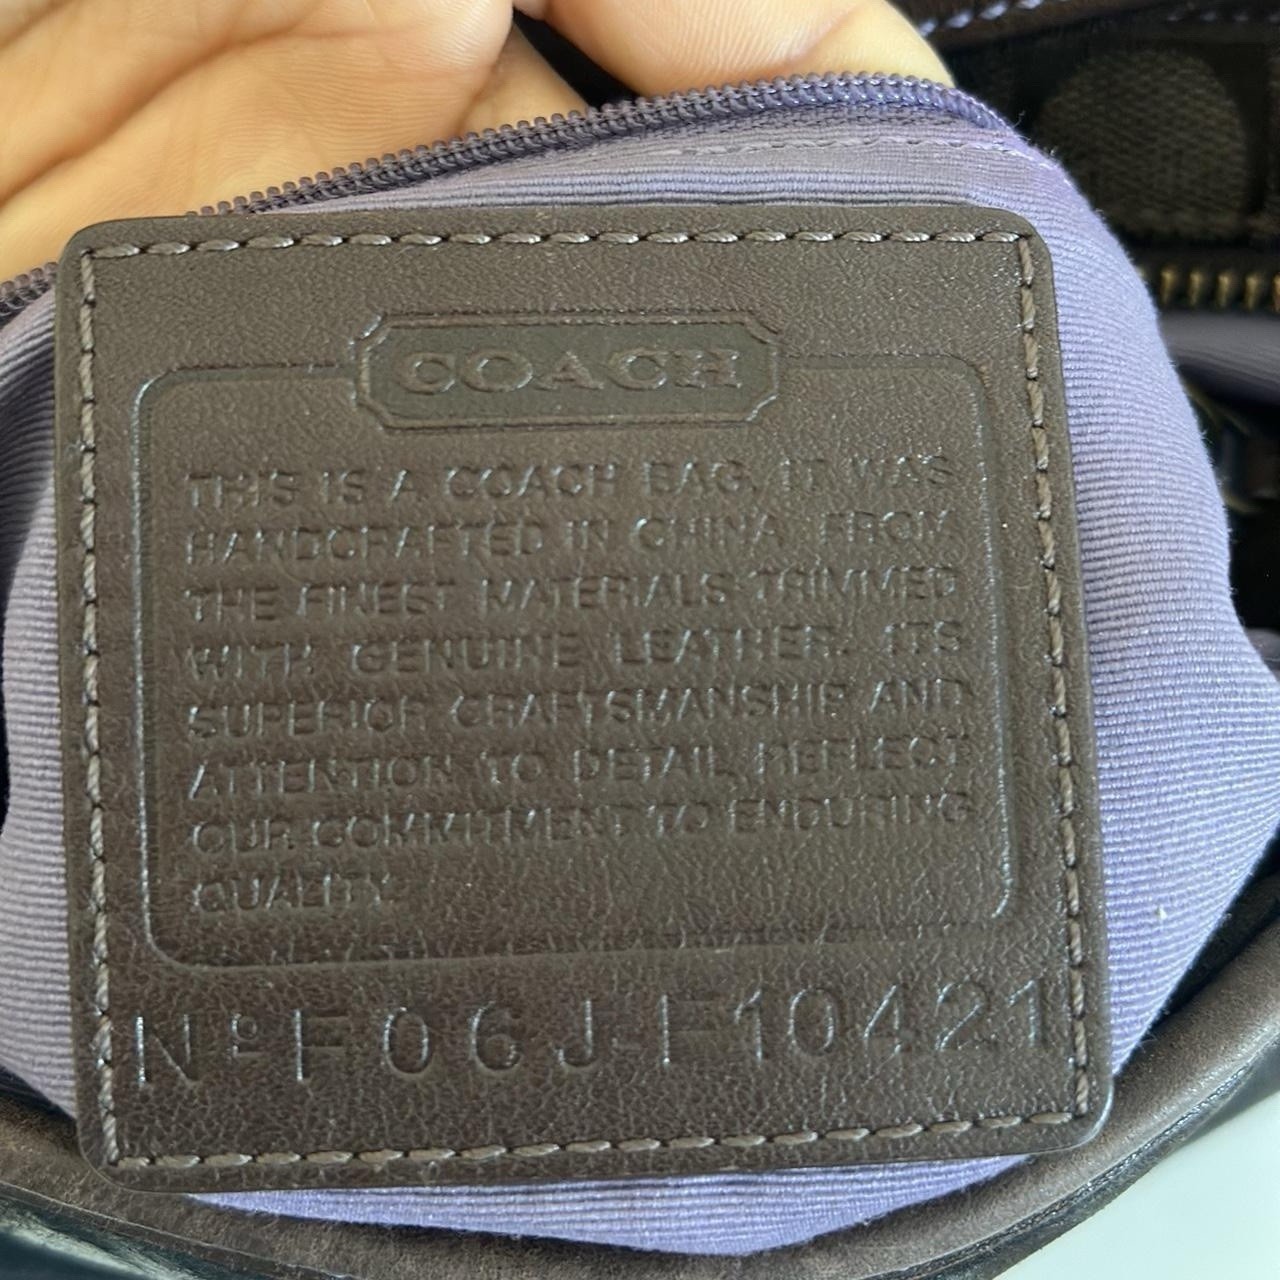 COACH
THIS IS A COACH BAG. IT WAS
HANDCRAFTED IN CHINA FROM
THE FINEST MATERIALS TRIMMED
WITH GENUINE LEATHER. ITS
SUPERIOR CRAFTSMANSHIP AND
ATTENTION TO DETAIL REFLECT
OUR COMMITMENT TO ENDURING
QUALITY.
Nº F06J-F10421